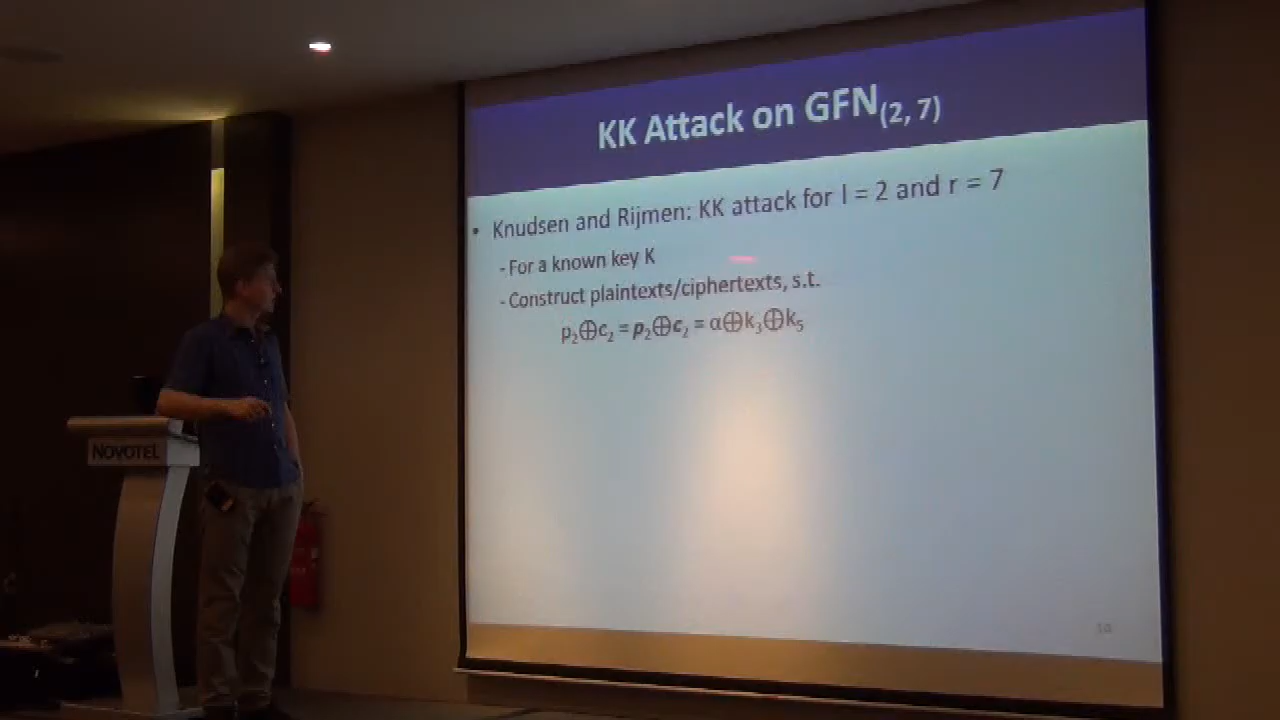 KK Attack on GFN(2, 7)
• Knudsen and Rijmen: KK attack for l = 2 and r = 7
- For a known key K
- Construct plaintexts/ciphertexts, s.t.
p₂⊕c₂ = p₂⊕c₂ = α⊕k₃⊕k₅
10
NOVOTEL